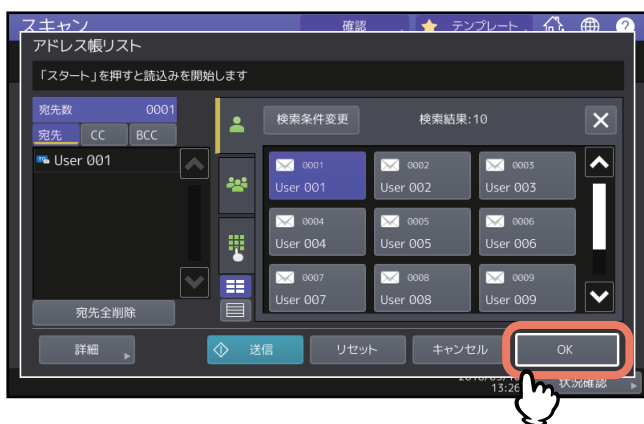 スキャン
確認
テンプレート
アドレス帳リスト
「スタート」を押すと読込みを開始します
宛先数 0001
宛先 CC BCC
User 001
検索条件変更
検索結果:10
0001
User 001
0002
User 002
0003
User 003
0004
User 004
0005
User 005
0006
User 006
0007
User 007
0008
User 008
0009
User 009
宛先全削除
詳細
送信
リセット
キャンセル
OK
13:26
状況確認